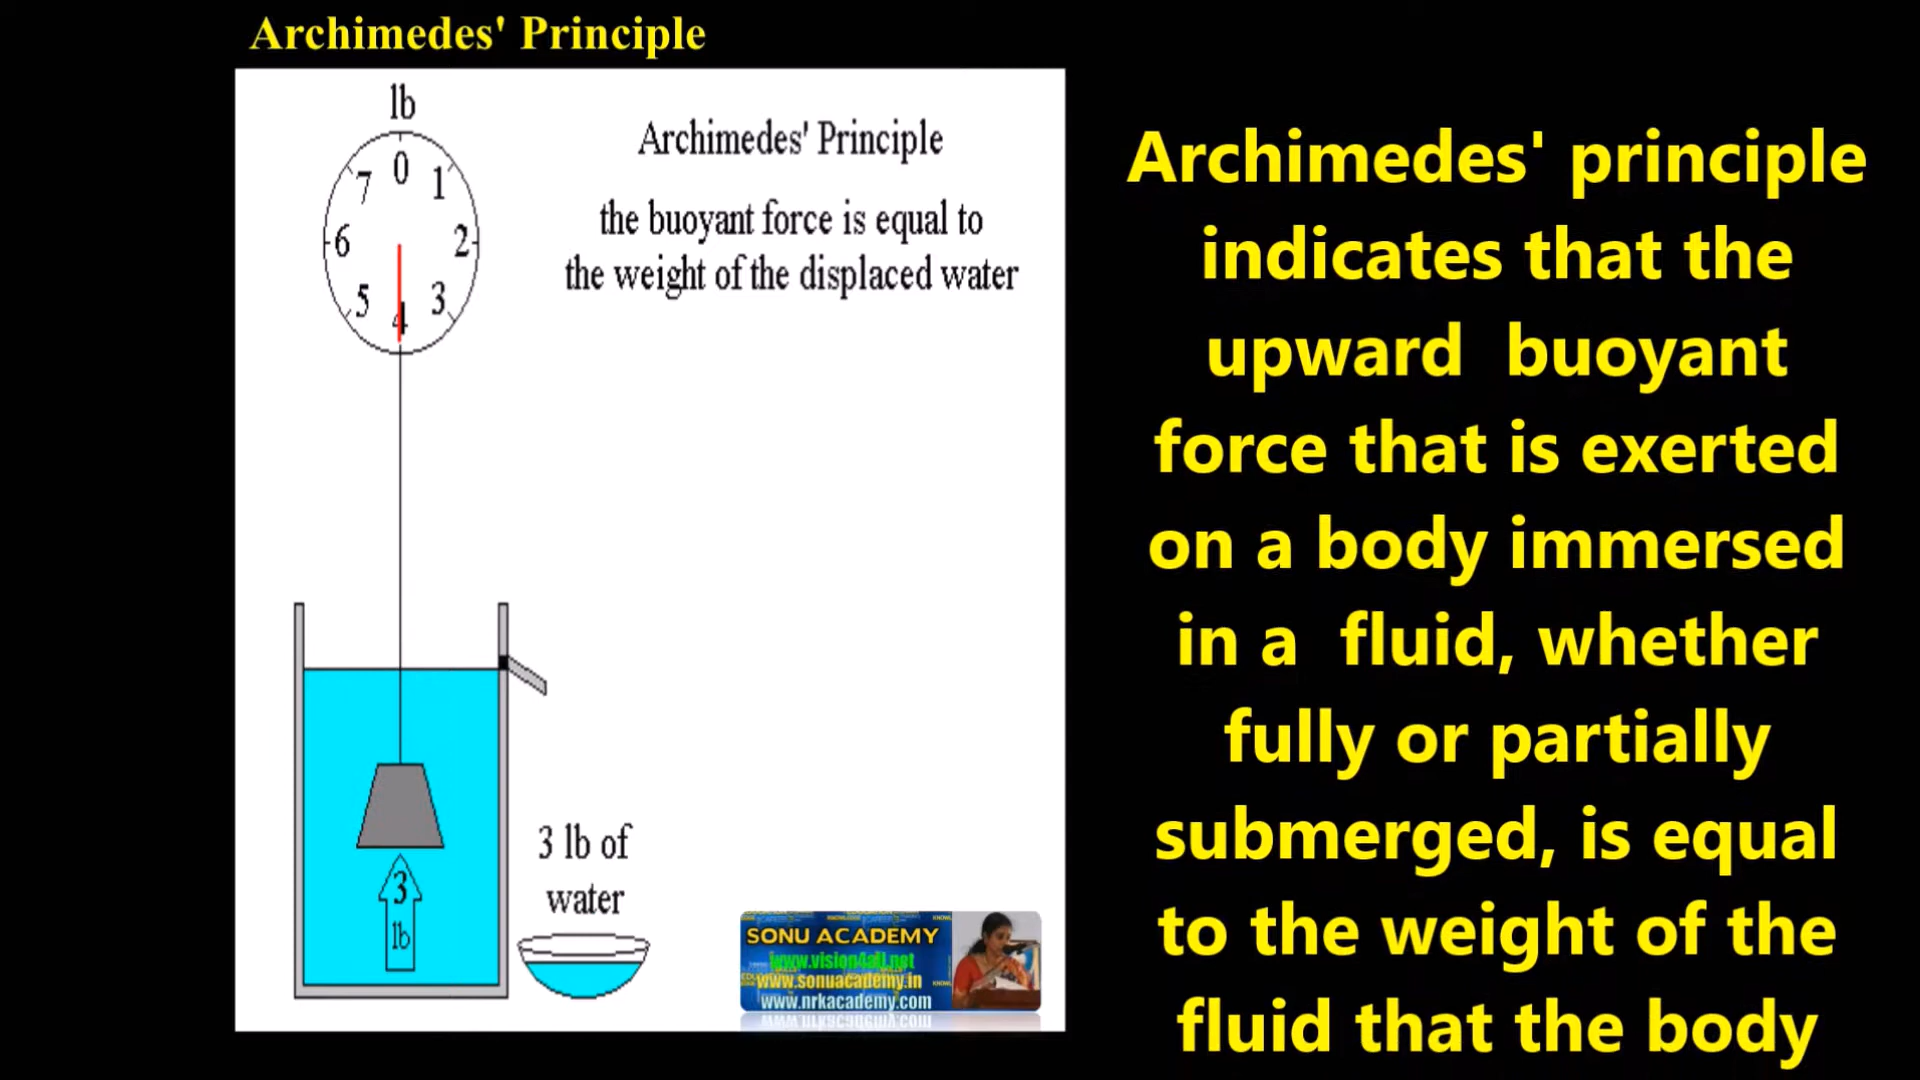 Archimedes' Principle
lb
0
1
2
3
4
5
6
7
Archimedes' Principle
the buoyant force is equal to
the weight of the displaced water
3
lb
3 lb of
water
SONU ACADEMY
www.vision4all.net
www.sonuacademy.in
www.nrkacademy.com
Archimedes' principle
indicates that the
upward buoyant
force that is exerted
on a body immersed
in a fluid, whether
fully or partially
submerged, is equal
to the weight of the
fluid that the body